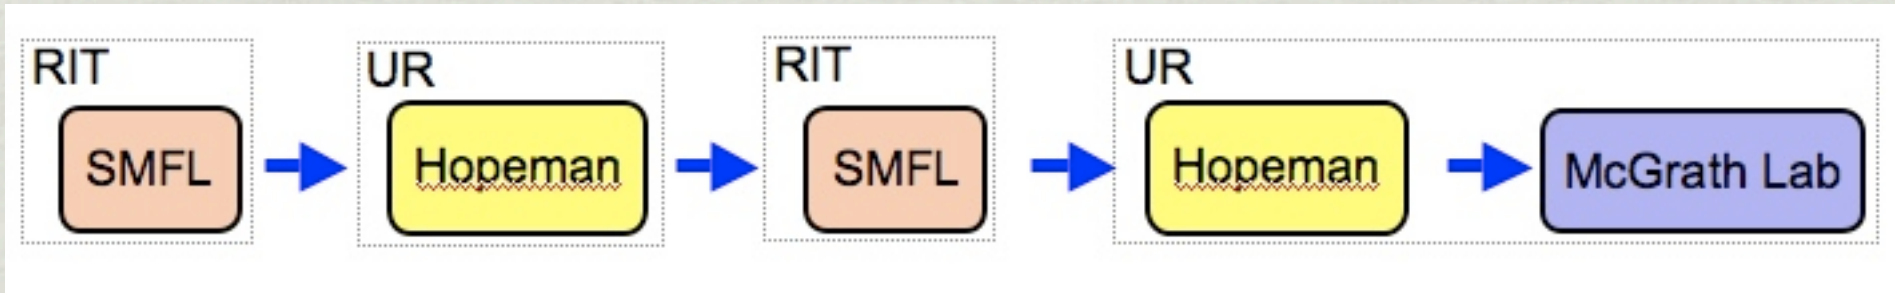 RIT
SMFL
UR
Hopeman
RIT
SMFL
UR
Hopeman
McGrath Lab